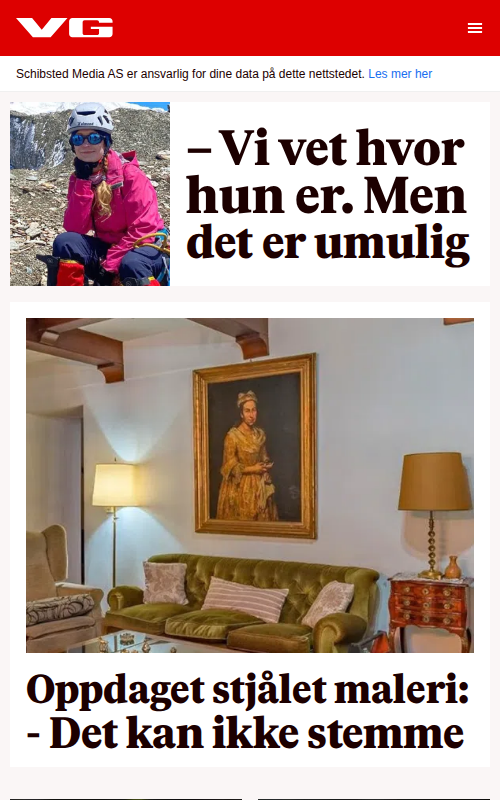 VG
Schibsted Media AS er ansvarlig for dine data på dette nettstedet. Les mer her
– Vi vet hvor
hun er. Men
det er umulig
Oppdaget stjålet maleri:
- Det kan ikke stemme